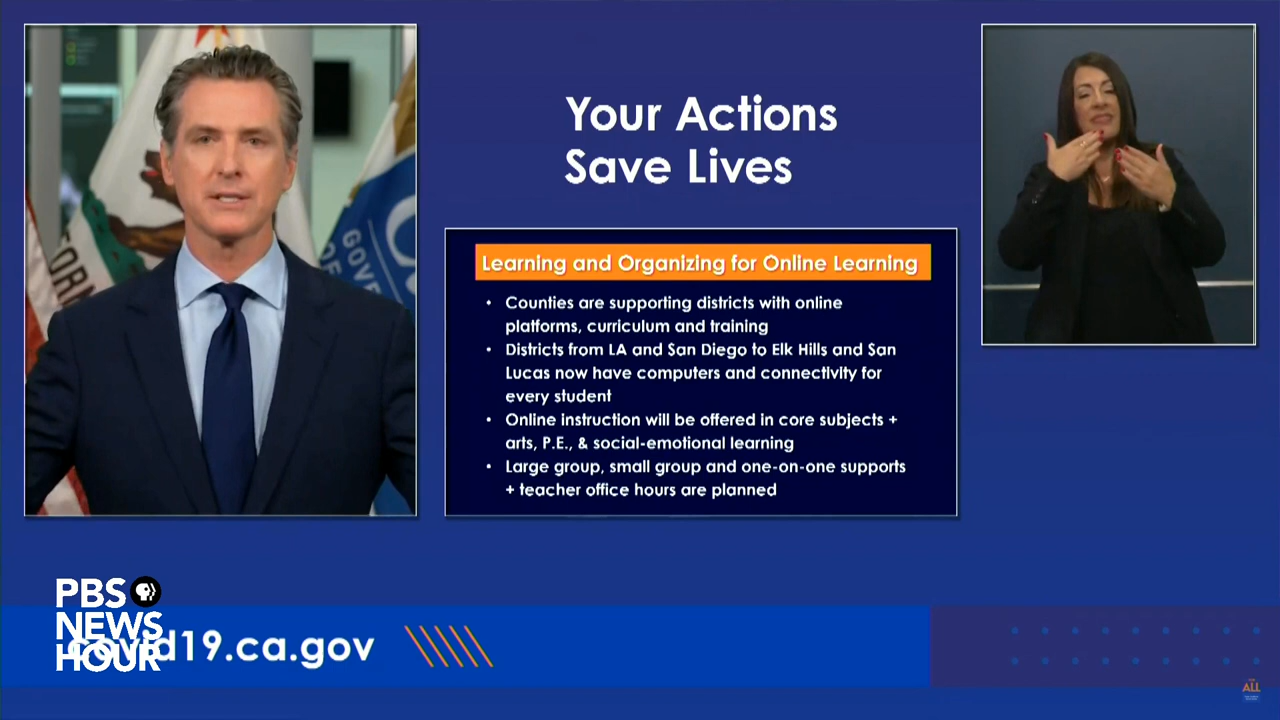 Your Actions
Save Lives
Learning and Organizing for Online Learning
• Counties are supporting districts with online
platforms, curriculum and training
• Districts from LA and San Diego to Elk Hills and San
Lucas now have computers and connectivity for
every student
• Online instruction will be offered in core subjects +
arts, P.E., & social-emotional learning
• Large group, small group and one-on-one supports
+ teacher office hours are planned
PBS
NEWS
HOUR
covid19.ca.gov
ALL